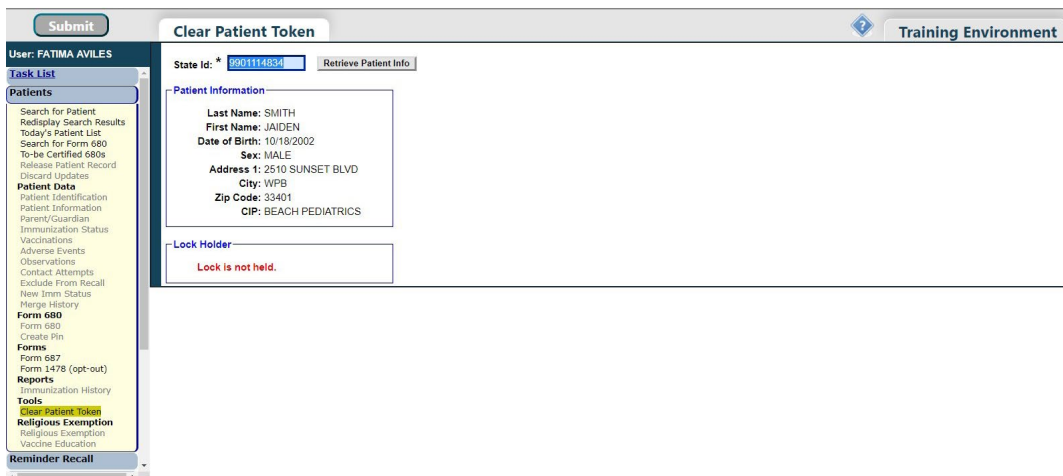 Submit
Clear Patient Token
?
Training Environment
User: FATIMA AVILES
Task List
Patients
Search for Patient
Redisplay Search Results
Today's Patient List
Search for Form 680
To-be Certified 680s
Release Patient Record
Discard Updates
Patient Data
Patient Identification
Patient Information
Parent/Guardian
Immunization Status
Vaccinations
Adverse Events
Observations
Contact Attempts
Exclude From Recall
New Imm Status
Merge History
Form 680
Form 680
Create Pin
Forms
Form 687
Form 1478 (opt-out)
Reports
Immunization History
Tools
Clear Patient Token
Religious Exemption
Religious Exemption
Vaccine Education
Reminder Recall
State Id: * 9901114834 Retrieve Patient Info
Patient Information
Last Name: SMITH
First Name: JAIDEN
Date of Birth: 10/18/2002
Sex: MALE
Address 1: 2510 SUNSET BLVD
City: WPB
Zip Code: 33401
CIP: BEACH PEDIATRICS
Lock Holder
Lock is not held.